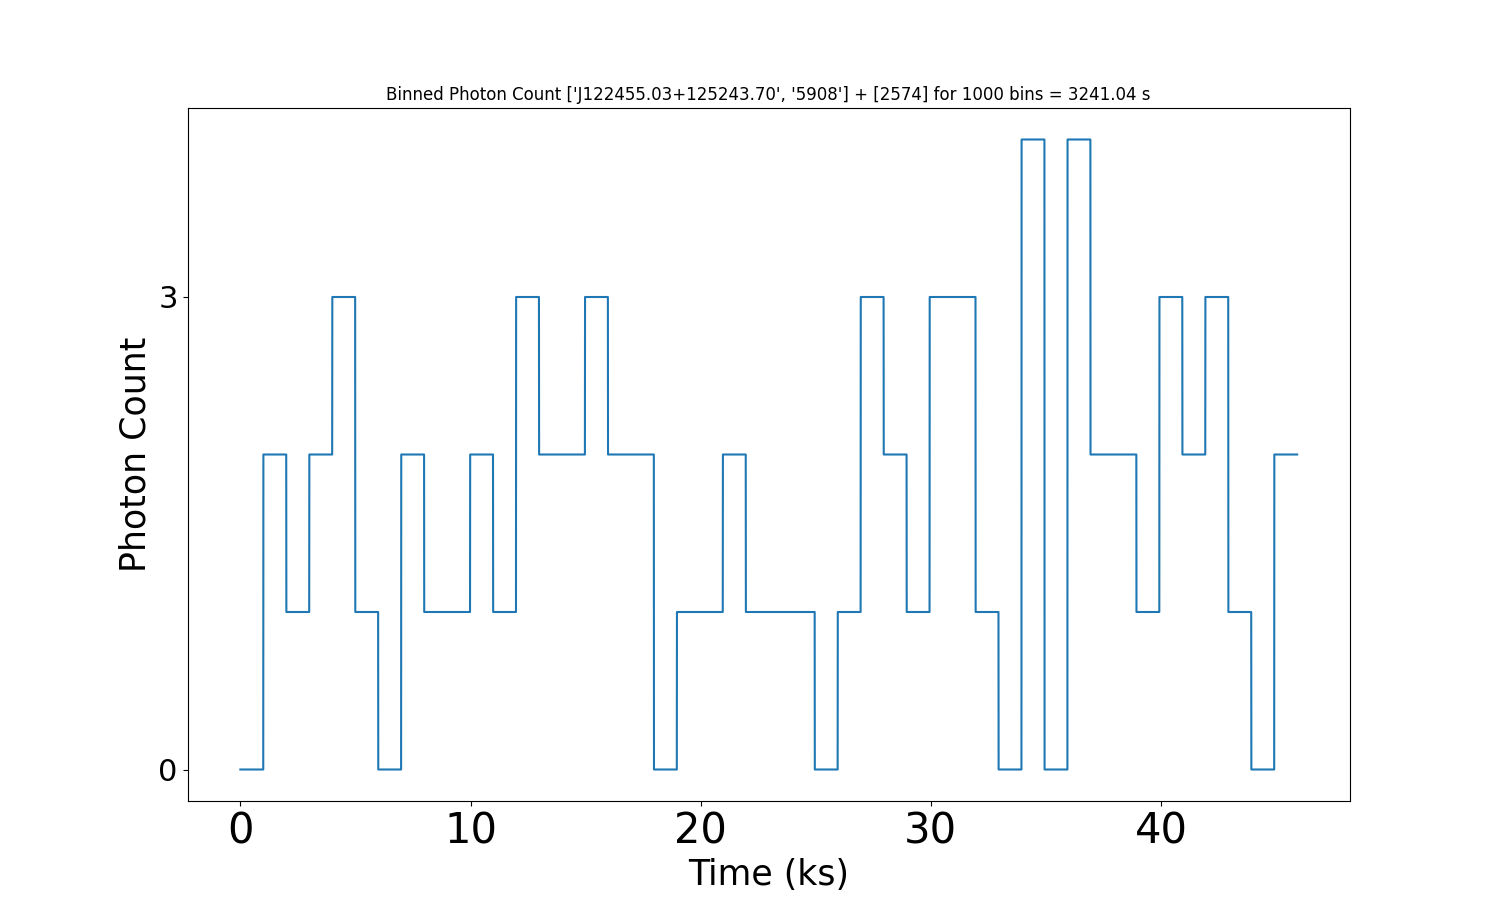 Binned Photon Count ['J122455.03+125243.70', '5908'] + [2574] for 1000 bins = 3241.04 s
3
Photon Count
0
0 10 20 30 40
Time (ks)